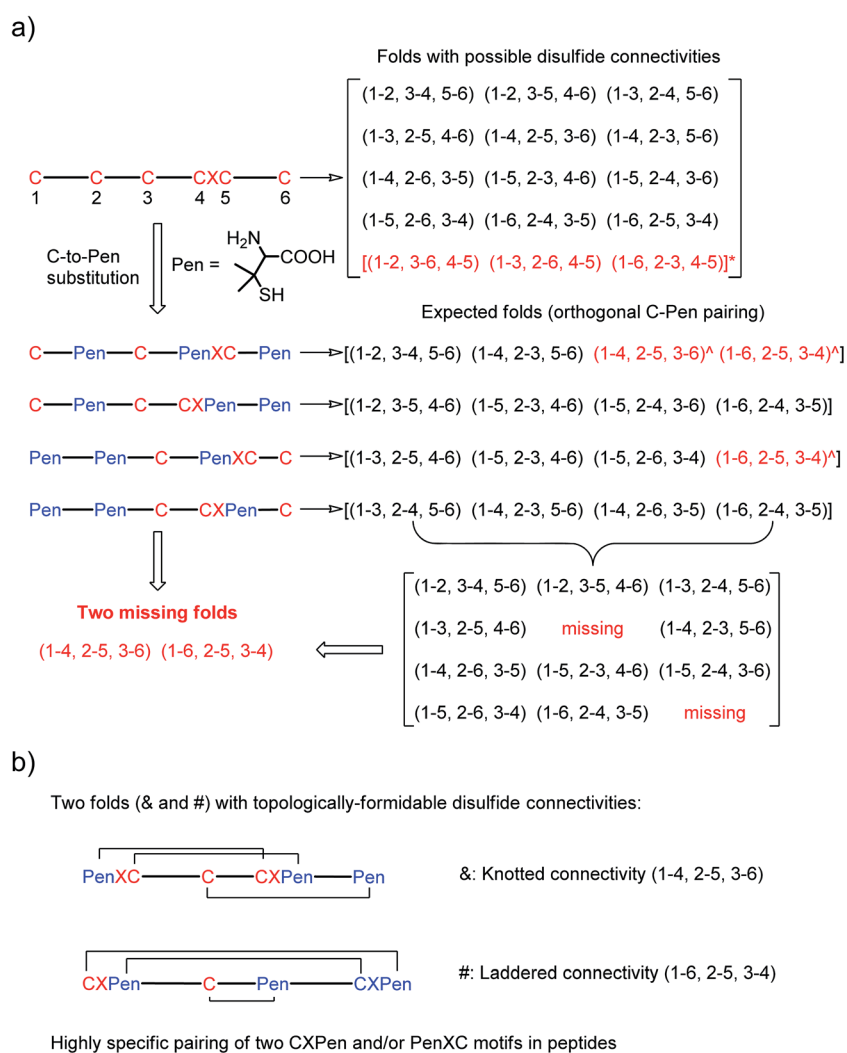 a)
Folds with possible disulfide connectivities
(1-2, 3-4, 5-6) (1-2, 3-5, 4-6) (1-3, 2-4, 5-6)
(1-3, 2-5, 4-6) (1-4, 2-5, 3-6) (1-4, 2-3, 5-6)
C C C CXC C
(1-4, 2-6, 3-5) (1-5, 2-3, 4-6) (1-5, 2-4, 3-6)
1 2 3 4 5 6
(1-5, 2-6, 3-4) (1-6, 2-4, 3-5) (1-6, 2-5, 3-4)
[(1-2, 3-6, 4-5) (1-3, 2-6, 4-5) (1-6, 2-3, 4-5)]*
C-to-Pen
substitution
Pen =
H₂N
COOH
SH
Expected folds (orthogonal C-Pen pairing)
C—Pen—C—PenXC—Pen [(1-2, 3-4, 5-6) (1-4, 2-3, 5-6) (1-4, 2-5, 3-6)^ (1-6, 2-5, 3-4)^]
C—Pen—C—CXPen—Pen [(1-2, 3-5, 4-6) (1-5, 2-3, 4-6) (1-5, 2-4, 3-6) (1-6, 2-4, 3-5)]
Pen—Pen—C—PenXC—C [(1-3, 2-5, 4-6) (1-5, 2-3, 4-6) (1-5, 2-6, 3-4) (1-6, 2-5, 3-4)^]
Pen—Pen—C—CXPen—C [(1-3, 2-4, 5-6) (1-4, 2-3, 5-6) (1-4, 2-6, 3-5) (1-6, 2-4, 3-5)]
(1-2, 3-4, 5-6) (1-2, 3-5, 4-6) (1-3, 2-4, 5-6)
(1-3, 2-5, 4-6) missing (1-4, 2-3, 5-6)
(1-4, 2-6, 3-5) (1-5, 2-3, 4-6) (1-5, 2-4, 3-6)
(1-5, 2-6, 3-4) (1-6, 2-4, 3-5) missing
Two missing folds
(1-4, 2-5, 3-6) (1-6, 2-5, 3-4)
b)
Two folds (& and #) with topologically-formidable disulfide connectivities:
PenXC—C—CXPen—Pen
&: Knotted connectivity (1-4, 2-5, 3-6)
CXPen—C—Pen—CXPen
#: Laddered connectivity (1-6, 2-5, 3-4)
Highly specific pairing of two CXPen and/or PenXC motifs in peptides